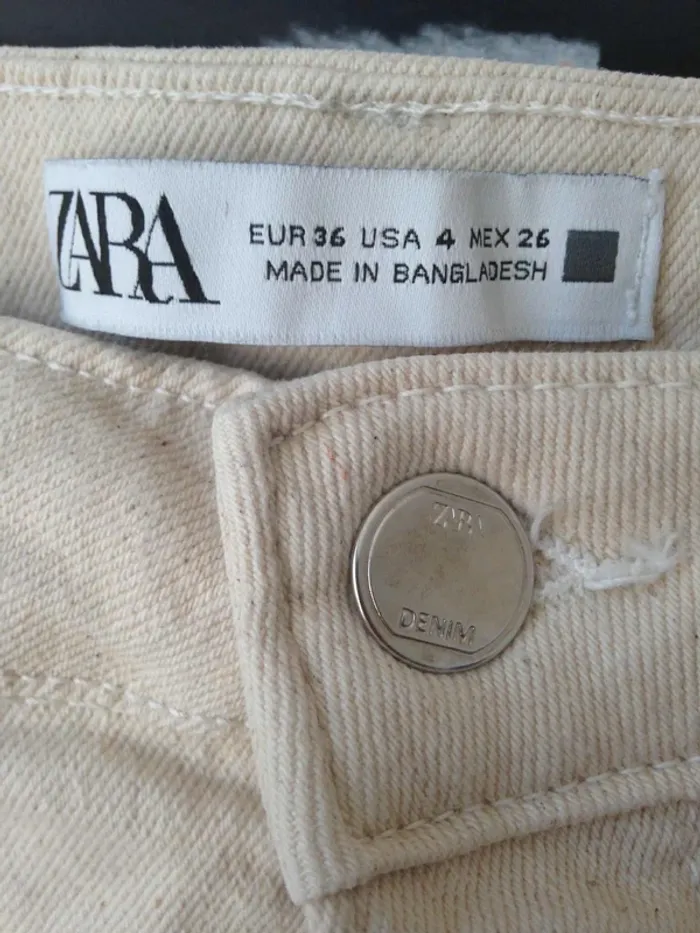 ZARA
EUR 36 USA 4 MEX 26
MADE IN BANGLADESH
ZARA
DENIM